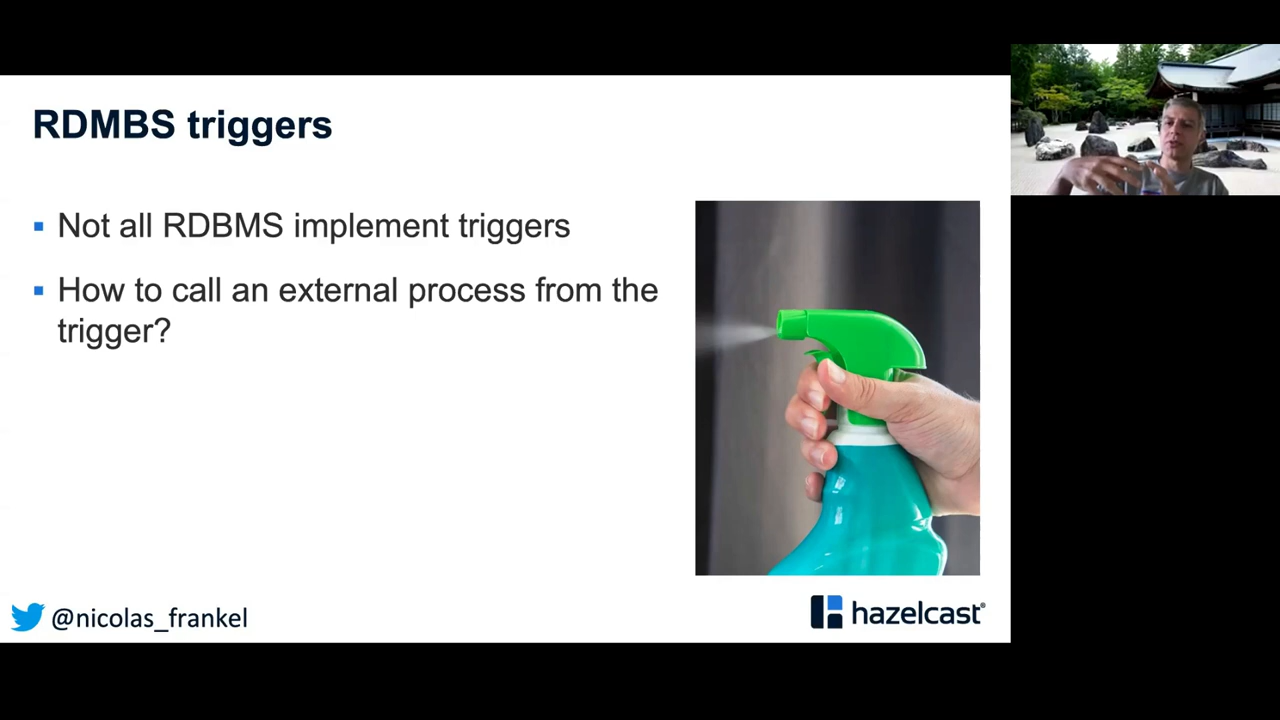 RDMBS triggers
▪ Not all RDBMS implement triggers
▪ How to call an external process from the
trigger?
@nicolas_frankel
hazelcast®